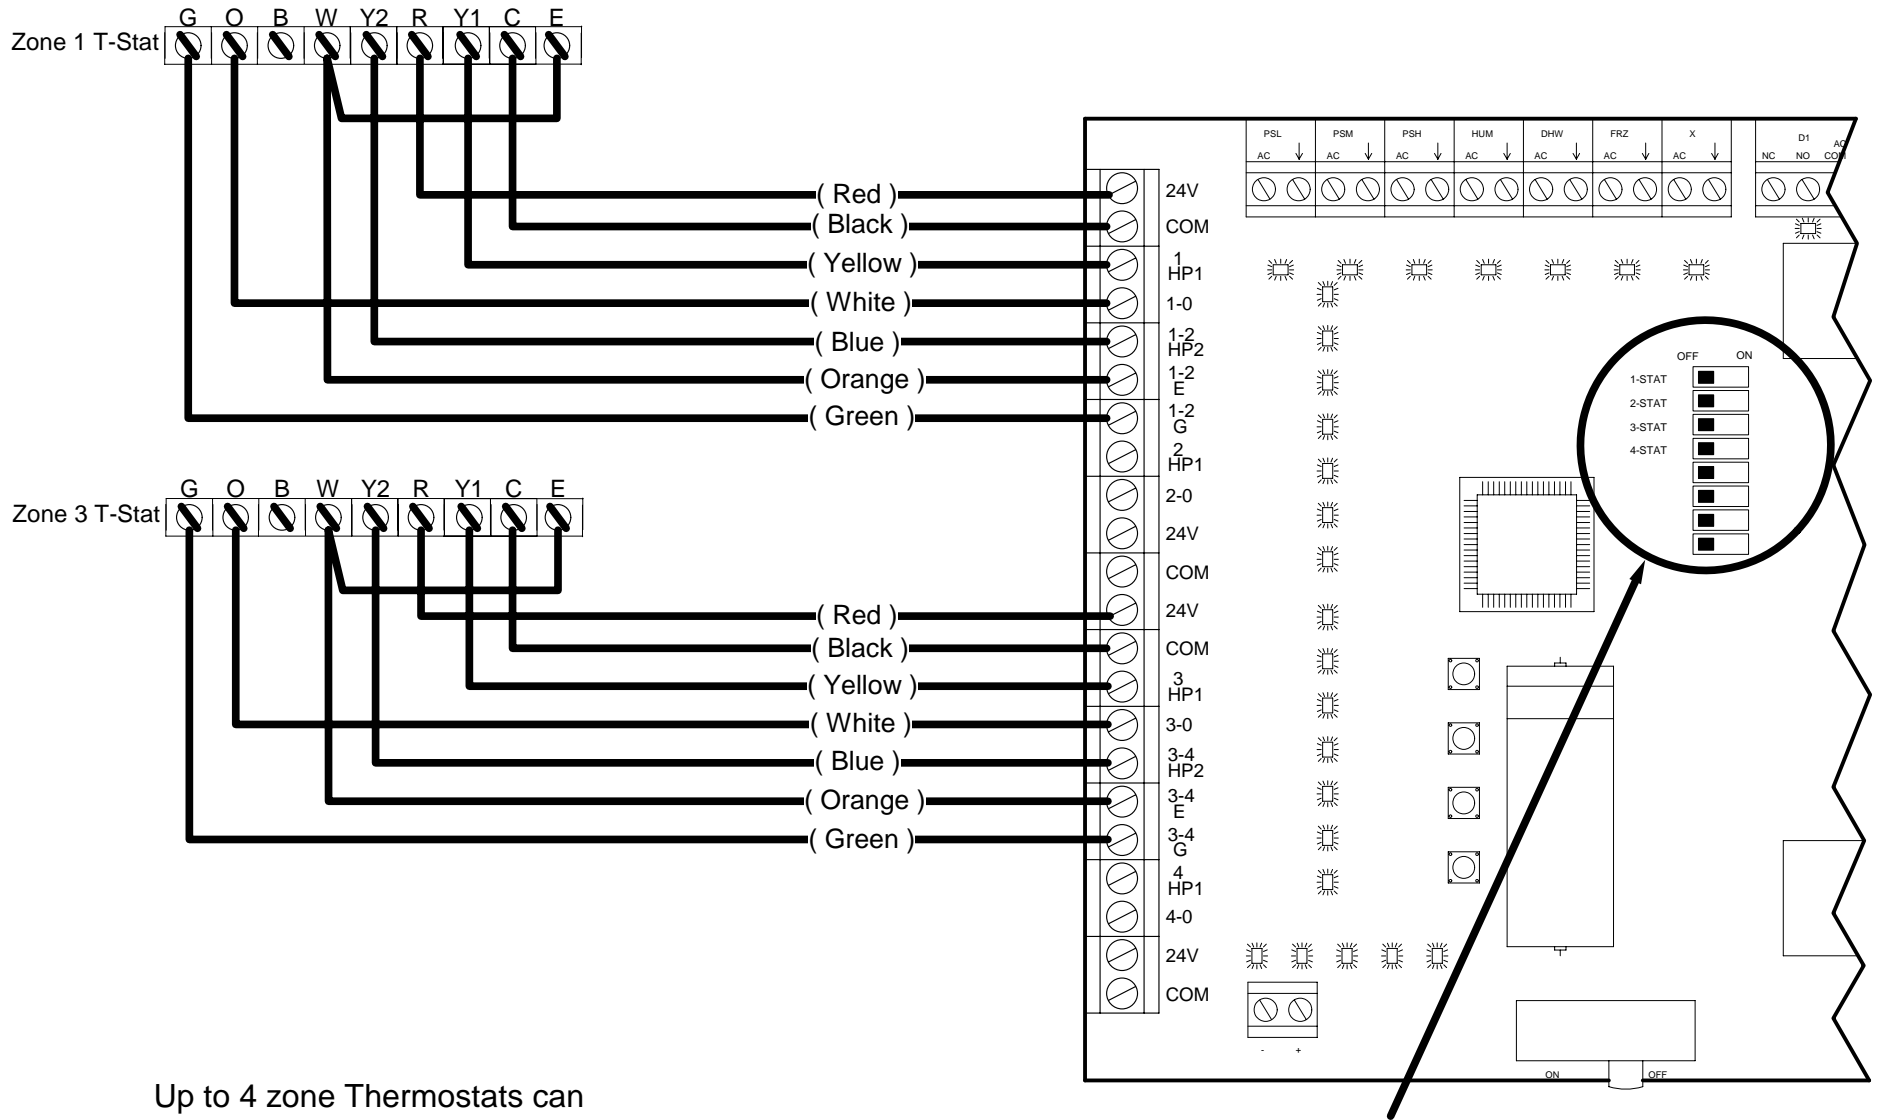 G O B W Y2 R Y1 C E
Zone 1 T-Stat
( Red )
( Black )
( Yellow )
( White )
( Blue )
( Orange )
( Green )
G O B W Y2 R Y1 C E
Zone 3 T-Stat
( Red )
( Black )
( Yellow )
( White )
( Blue )
( Orange )
( Green )
24V
COM
1
HP1
1-0
1-2
HP2
1-2
E
1-2
G
2
HP1
2-0
24V
COM
24V
COM
3
HP1
3-0
3-4
HP2
3-4
E
3-4
G
4
HP1
4-0
24V
COM
PSL PSM PSH HUM DHW FRZ X D1
AC AC AC AC AC AC AC NC NO COM
OFF ON
1-STAT
2-STAT
3-STAT
4-STAT
- +
ON OFF
Up to 4 zone Thermostats can